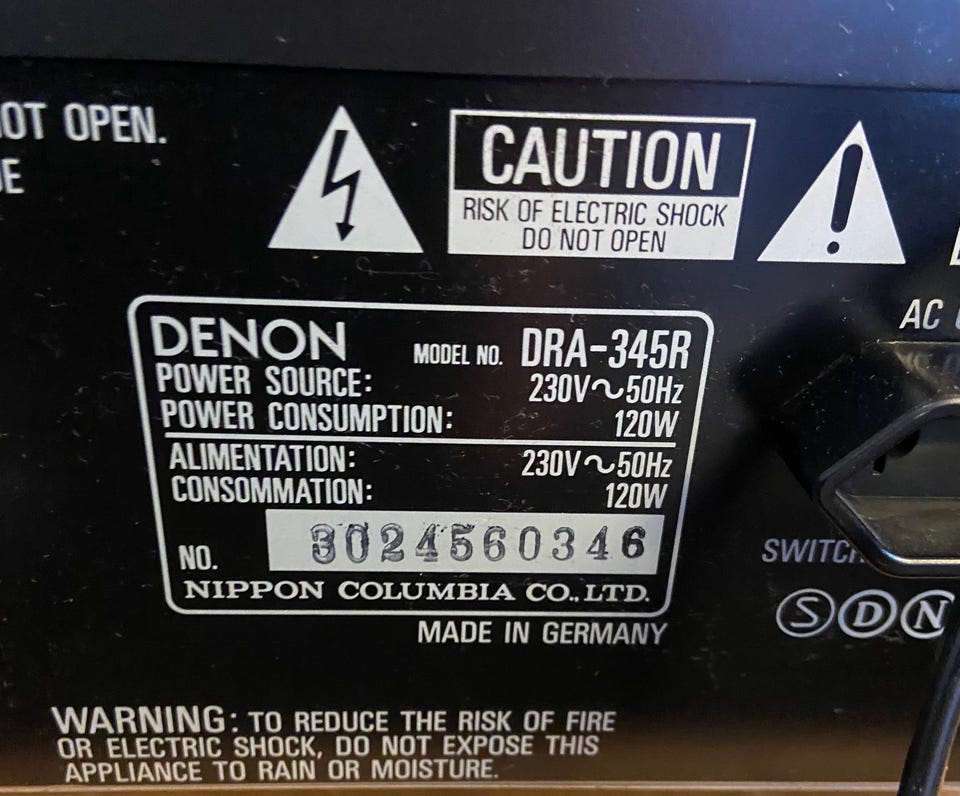 OT OPEN.
CAUTION
RISK OF ELECTRIC SHOCK
DO NOT OPEN
DENON MODEL NO. DRA-345R
POWER SOURCE: 230V~50Hz
POWER CONSUMPTION: 120W
ALIMENTATION: 230V~50Hz
CONSOMMATION: 120W
NO. 3024560346
NIPPON COLUMBIA CO.,LTD.
MADE IN GERMANY
AC
SWITCH
S D N
WARNING: TO REDUCE THE RISK OF FIRE
OR ELECTRIC SHOCK, DO NOT EXPOSE THIS
APPLIANCE TO RAIN OR MOISTURE.